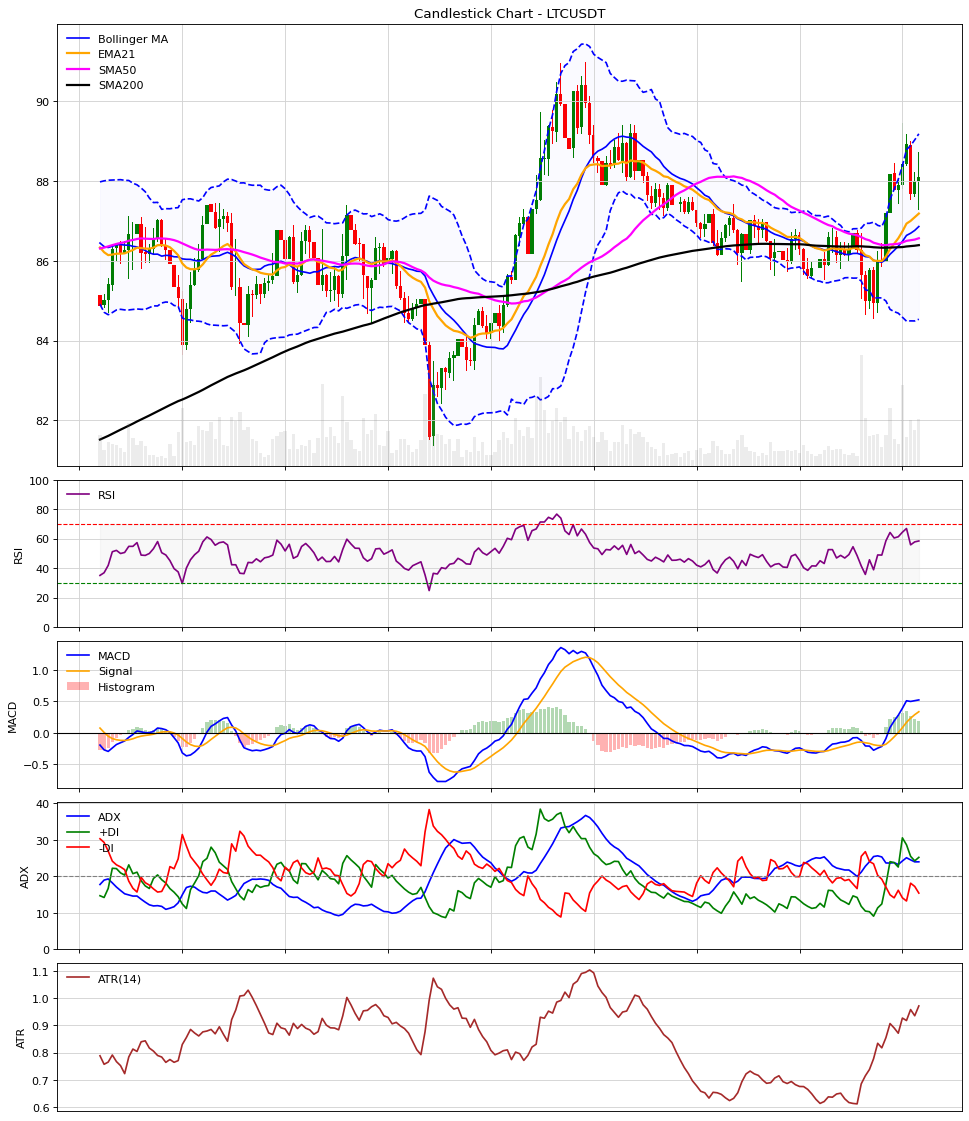 Candlestick Chart - LTCUSDT
Bollinger MA
EMA21
SMA50
SMA200
90
88
86
84
82
RSI
100
80
60
40
20
0
RSI
MACD
Signal
Histogram
1.0
0.5
0.0
−0.5
MACD
ADX
+DI
-DI
40
30
20
10
0
ADX
ATR(14)
1.1
1.0
0.9
0.8
0.7
0.6
ATR